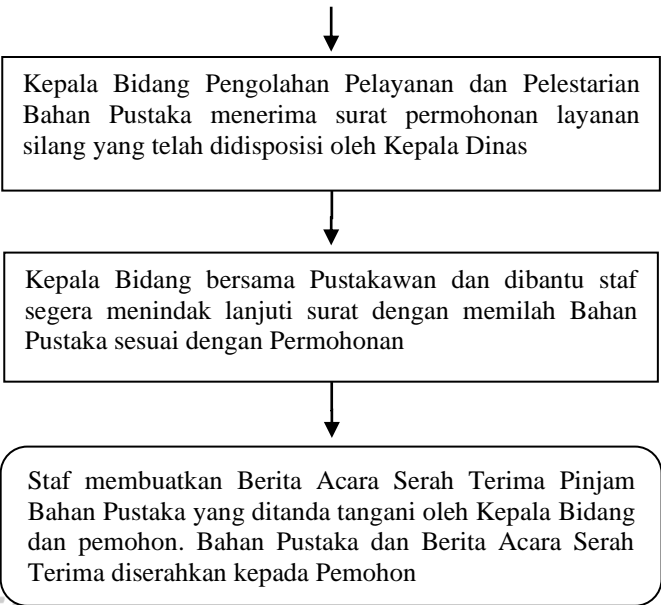 Kepala Bidang Pengolahan Pelayanan dan Pelestarian
Bahan Pustaka menerima surat permohonan layanan
silang yang telah didisposisi oleh Kepala Dinas
Kepala Bidang bersama Pustakawan dan dibantu staf
segera menindak lanjuti surat dengan memilah Bahan
Pustaka sesuai dengan Permohonan
Staf membuatkan Berita Acara Serah Terima Pinjam
Bahan Pustaka yang ditanda tangani oleh Kepala Bidang
dan pemohon. Bahan Pustaka dan Berita Acara Serah
Terima diserahkan kepada Pemohon